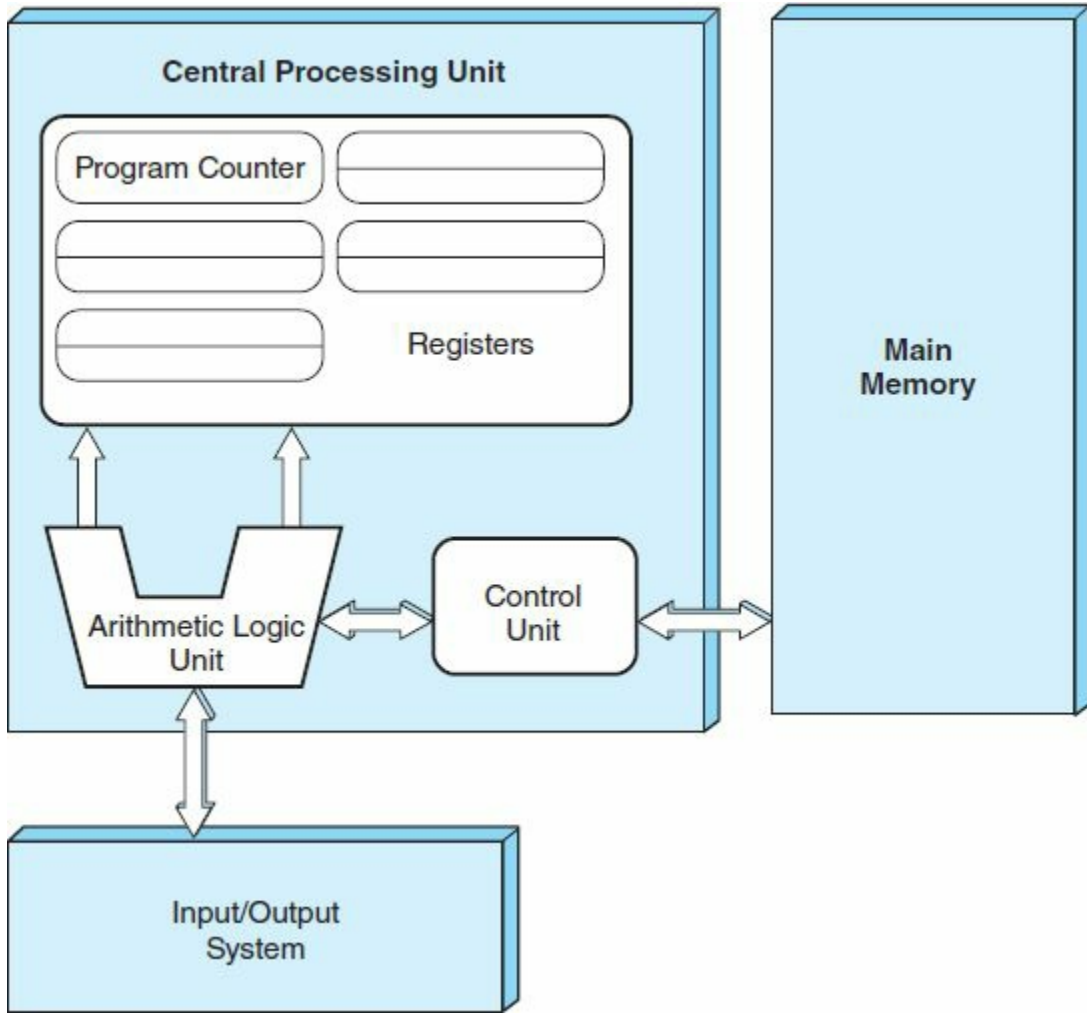 Central Processing Unit
Program Counter
Registers
Main
Memory
Arithmetic Logic
Unit
Control
Unit
Input/Output
System